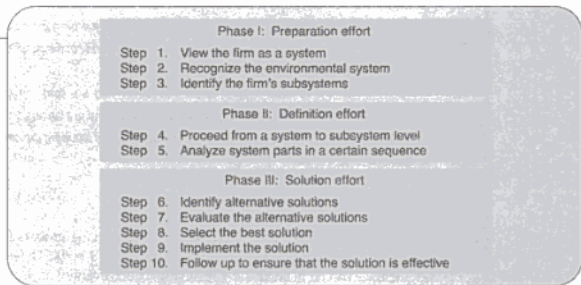 Phase I: Preparation effort
Step 1. View the firm as a system
Step 2. Recognize the environmental system
Step 3. Identify the firm's subsystems
Phase II: Definition effort
Step 4. Proceed from a system to subsystem level
Step 5. Analyze system parts in a certain sequence
Phase III: Solution effort
Step 6. Identify alternative solutions
Step 7. Evaluate the alternative solutions
Step 8. Select the best solution
Step 9. Implement the solution
Step 10. Follow up to ensure that the solution is effective